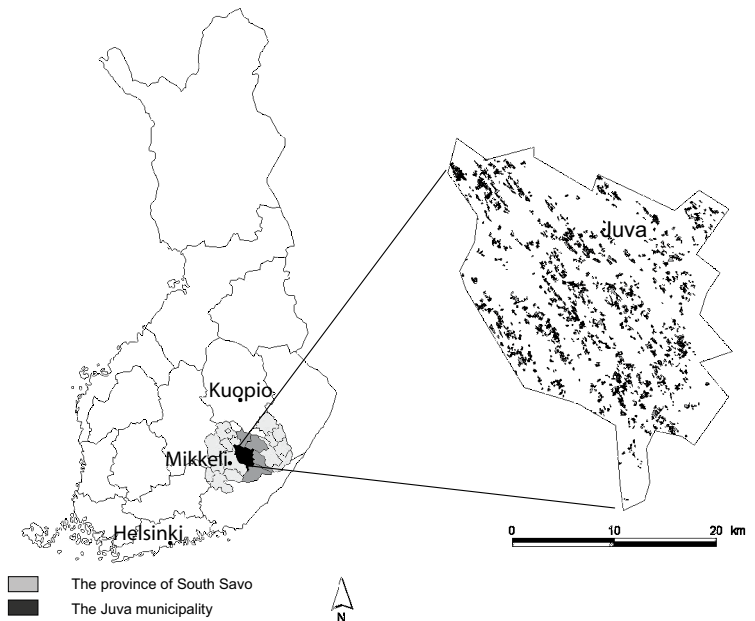 Juva
Kuopio
Mikkeli
Helsinki
0 10 20 km
The province of South Savo
The Juva municipality
N